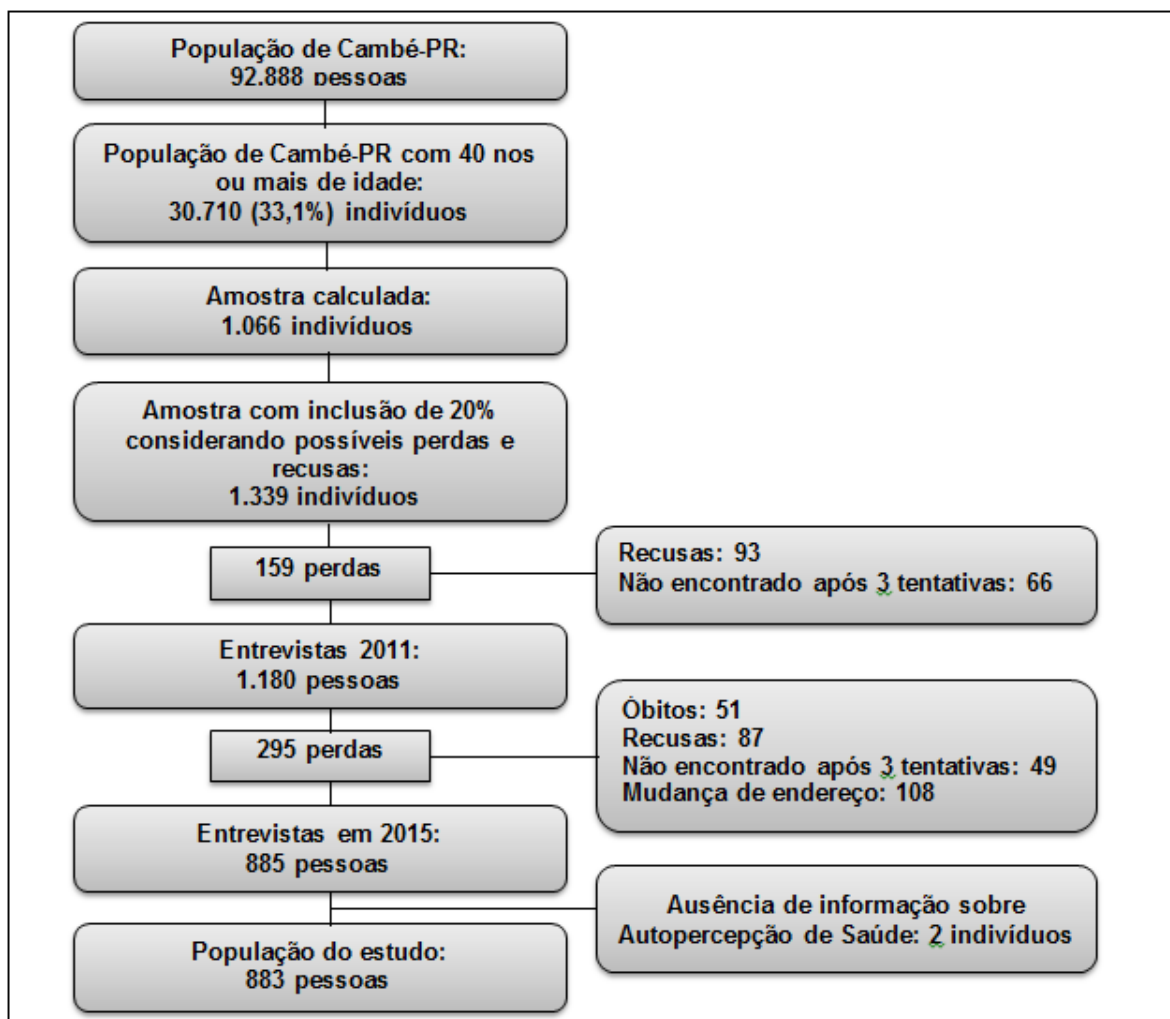 População de Cambé-PR:
92.888 pessoas
População de Cambé-PR com 40 nos
ou mais de idade:
30.710 (33,1%) indivíduos
Amostra calculada:
1.066 indivíduos
Amostra com inclusão de 20%
considerando possíveis perdas e
recusas:
1.339 indivíduos
159 perdas
Recusas: 93
Não encontrado após 3 tentativas: 66
Entrevistas 2011:
1.180 pessoas
295 perdas
Óbitos: 51
Recusas: 87
Não encontrado após 3 tentativas: 49
Mudança de endereço: 108
Entrevistas em 2015:
885 pessoas
Ausência de informação sobre
Autopercepção de Saúde: 2 indivíduos
População do estudo:
883 pessoas